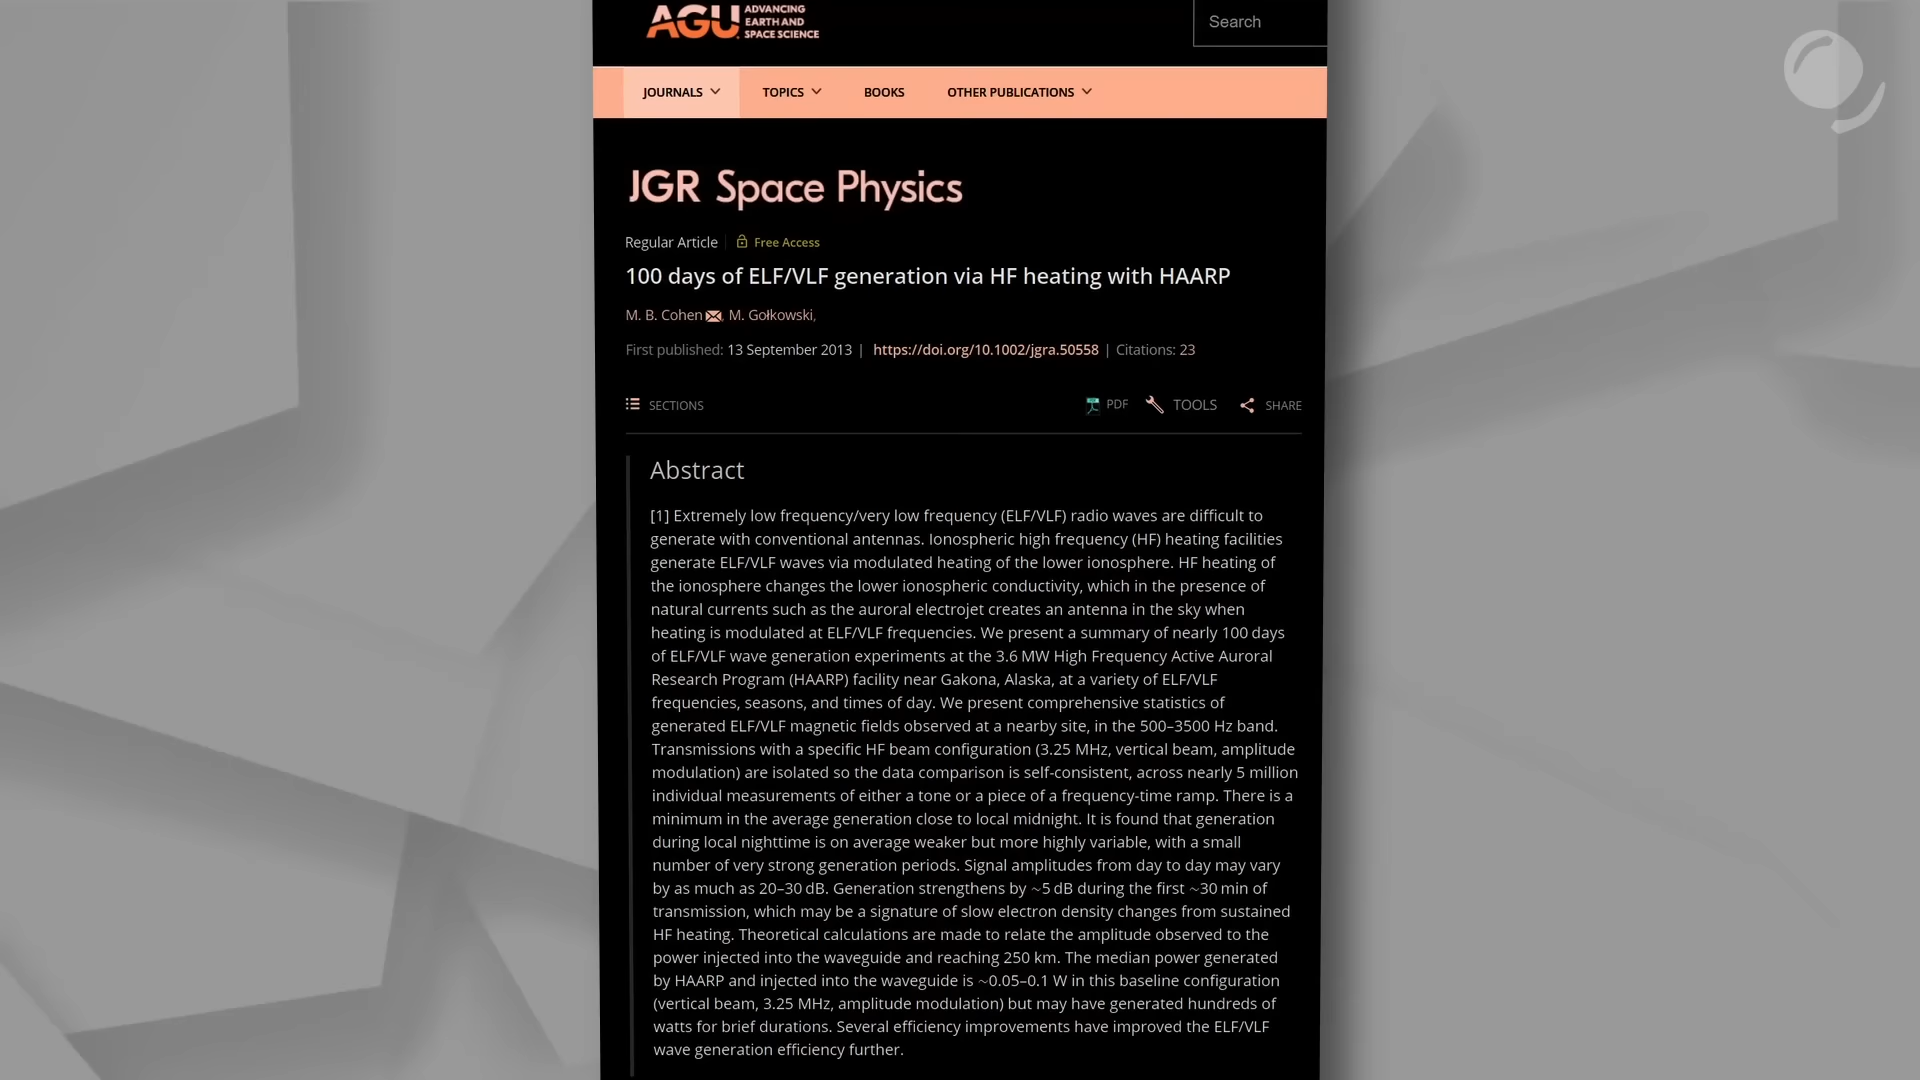 AGU
ADVANCING
EARTH AND
SPACE SCIENCE
Search
JOURNALS TOPICS BOOKS OTHER PUBLICATIONS
JGR Space Physics
Regular Article Free Access
100 days of ELF/VLF generation via HF heating with HAARP
M. B. Cohen, M. Gołkowski,
First published: 13 September 2013 | https://doi.org/10.1002/jgra.50558 | Citations: 23
SECTIONS PDF TOOLS SHARE
Abstract
[1] Extremely low frequency/very low frequency (ELF/VLF) radio waves are difficult to
generate with conventional antennas. Ionospheric high frequency (HF) heating facilities
generate ELF/VLF waves via modulated heating of the lower ionosphere. HF heating of
the ionosphere changes the lower ionospheric conductivity, which in the presence of
natural currents such as the auroral electrojet creates an antenna in the sky when
heating is modulated at ELF/VLF frequencies. We present a summary of nearly 100 days
of ELF/VLF wave generation experiments at the 3.6 MW High Frequency Active Auroral
Research Program (HAARP) facility near Gakona, Alaska, at a variety of ELF/VLF
frequencies, seasons, and times of day. We present comprehensive statistics of
generated ELF/VLF magnetic fields observed at a nearby site, in the 500–3500 Hz band.
Transmissions with a specific HF beam configuration (3.25 MHz, vertical beam, amplitude
modulation) are isolated so the data comparison is self-consistent, across nearly 5 million
individual measurements of either a tone or a piece of a frequency-time ramp. There is a
minimum in the average generation close to local midnight. It is found that generation
during local nighttime is on average weaker but more highly variable, with a small
number of very strong generation periods. Signal amplitudes from day to day may vary
by as much as 20–30 dB. Generation strengthens by ~5 dB during the first ~30 min of
transmission, which may be a signature of slow electron density changes from sustained
HF heating. Theoretical calculations are made to relate the amplitude observed to the
power injected into the waveguide and reaching 250 km. The median power generated
by HAARP and injected into the waveguide is ~0.05–0.1 W in this baseline configuration
(vertical beam, 3.25 MHz, amplitude modulation) but may have generated hundreds of
watts for brief durations. Several efficiency improvements have improved the ELF/VLF
wave generation efficiency further.